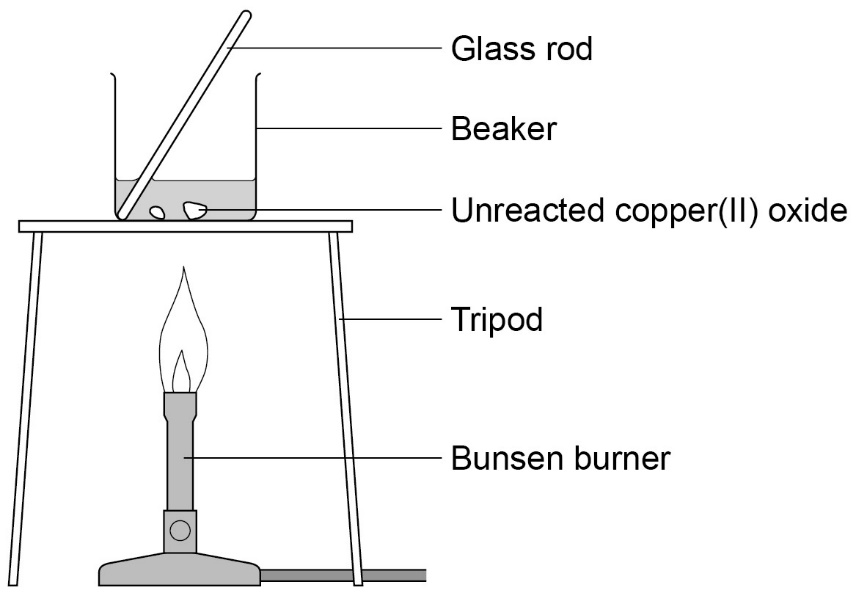 Glass rod
Beaker
Unreacted copper(II) oxide
Tripod
Bunsen burner